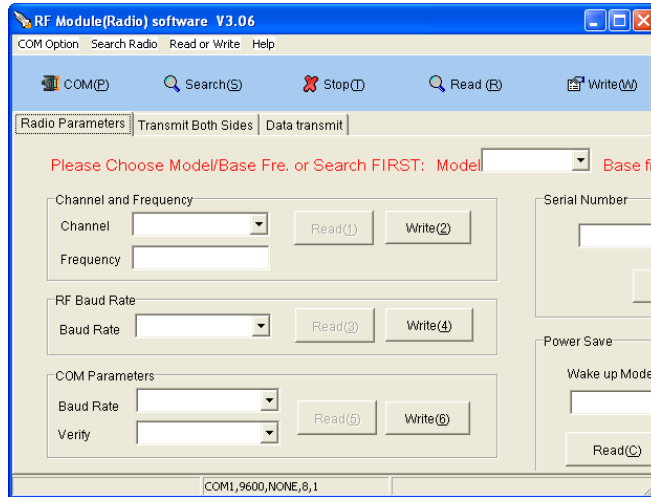 RF Module(Radio) software V3.06
COM Option Search Radio Read or Write Help
COM(P) Search(S) Stop(T) Read (R) Write(W)
Radio Parameters Transmit Both Sides Data transmit
Please Choose Model/Base Fre. or Search FIRST: Model Base f
Channel and Frequency
Channel Read(1) Write(2)
Frequency
Serial Number
RF Baud Rate
Baud Rate Read(3) Write(4)
Power Save
Wake up Mode
COM Parameters
Baud Rate
Verify
Read(5) Write(6)
Read(C)
COM1,9600,NONE,8,1